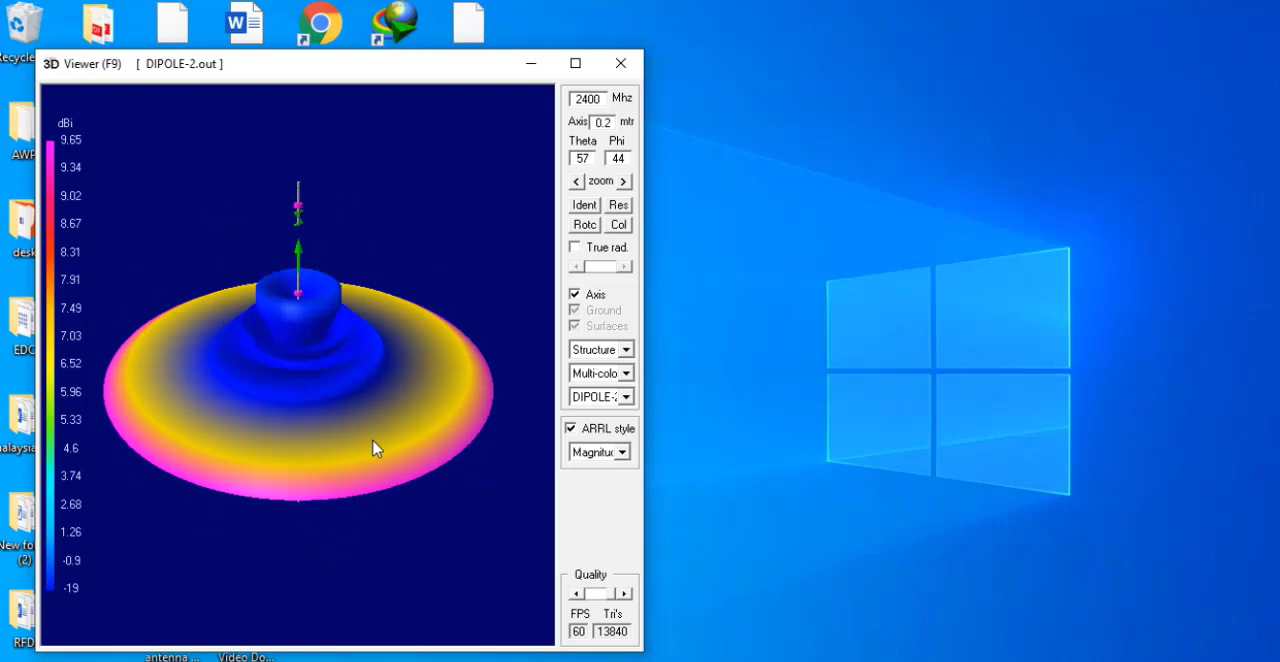 Recycle
AWP
desk
EDC
alaysia
New fo
(2)
RFD
antenna ...
Video Do...
3D Viewer (F9) [ DIPOLE-2.out ]
dBi
9.65
9.34
9.02
8.67
8.31
7.91
7.49
7.03
6.52
5.96
5.33
4.6
3.74
2.68
1.26
-0.9
-19
2400 Mhz
Axis 0.2 mtr
Theta Phi
57 44
< zoom >
Ident Res
Rotc Col
True rad.
Axis
Ground
Surfaces
Structure
Multi-colo
DIPOLE-2
ARRL style
Magnitu
Quality
FPS Tri's
60 13840